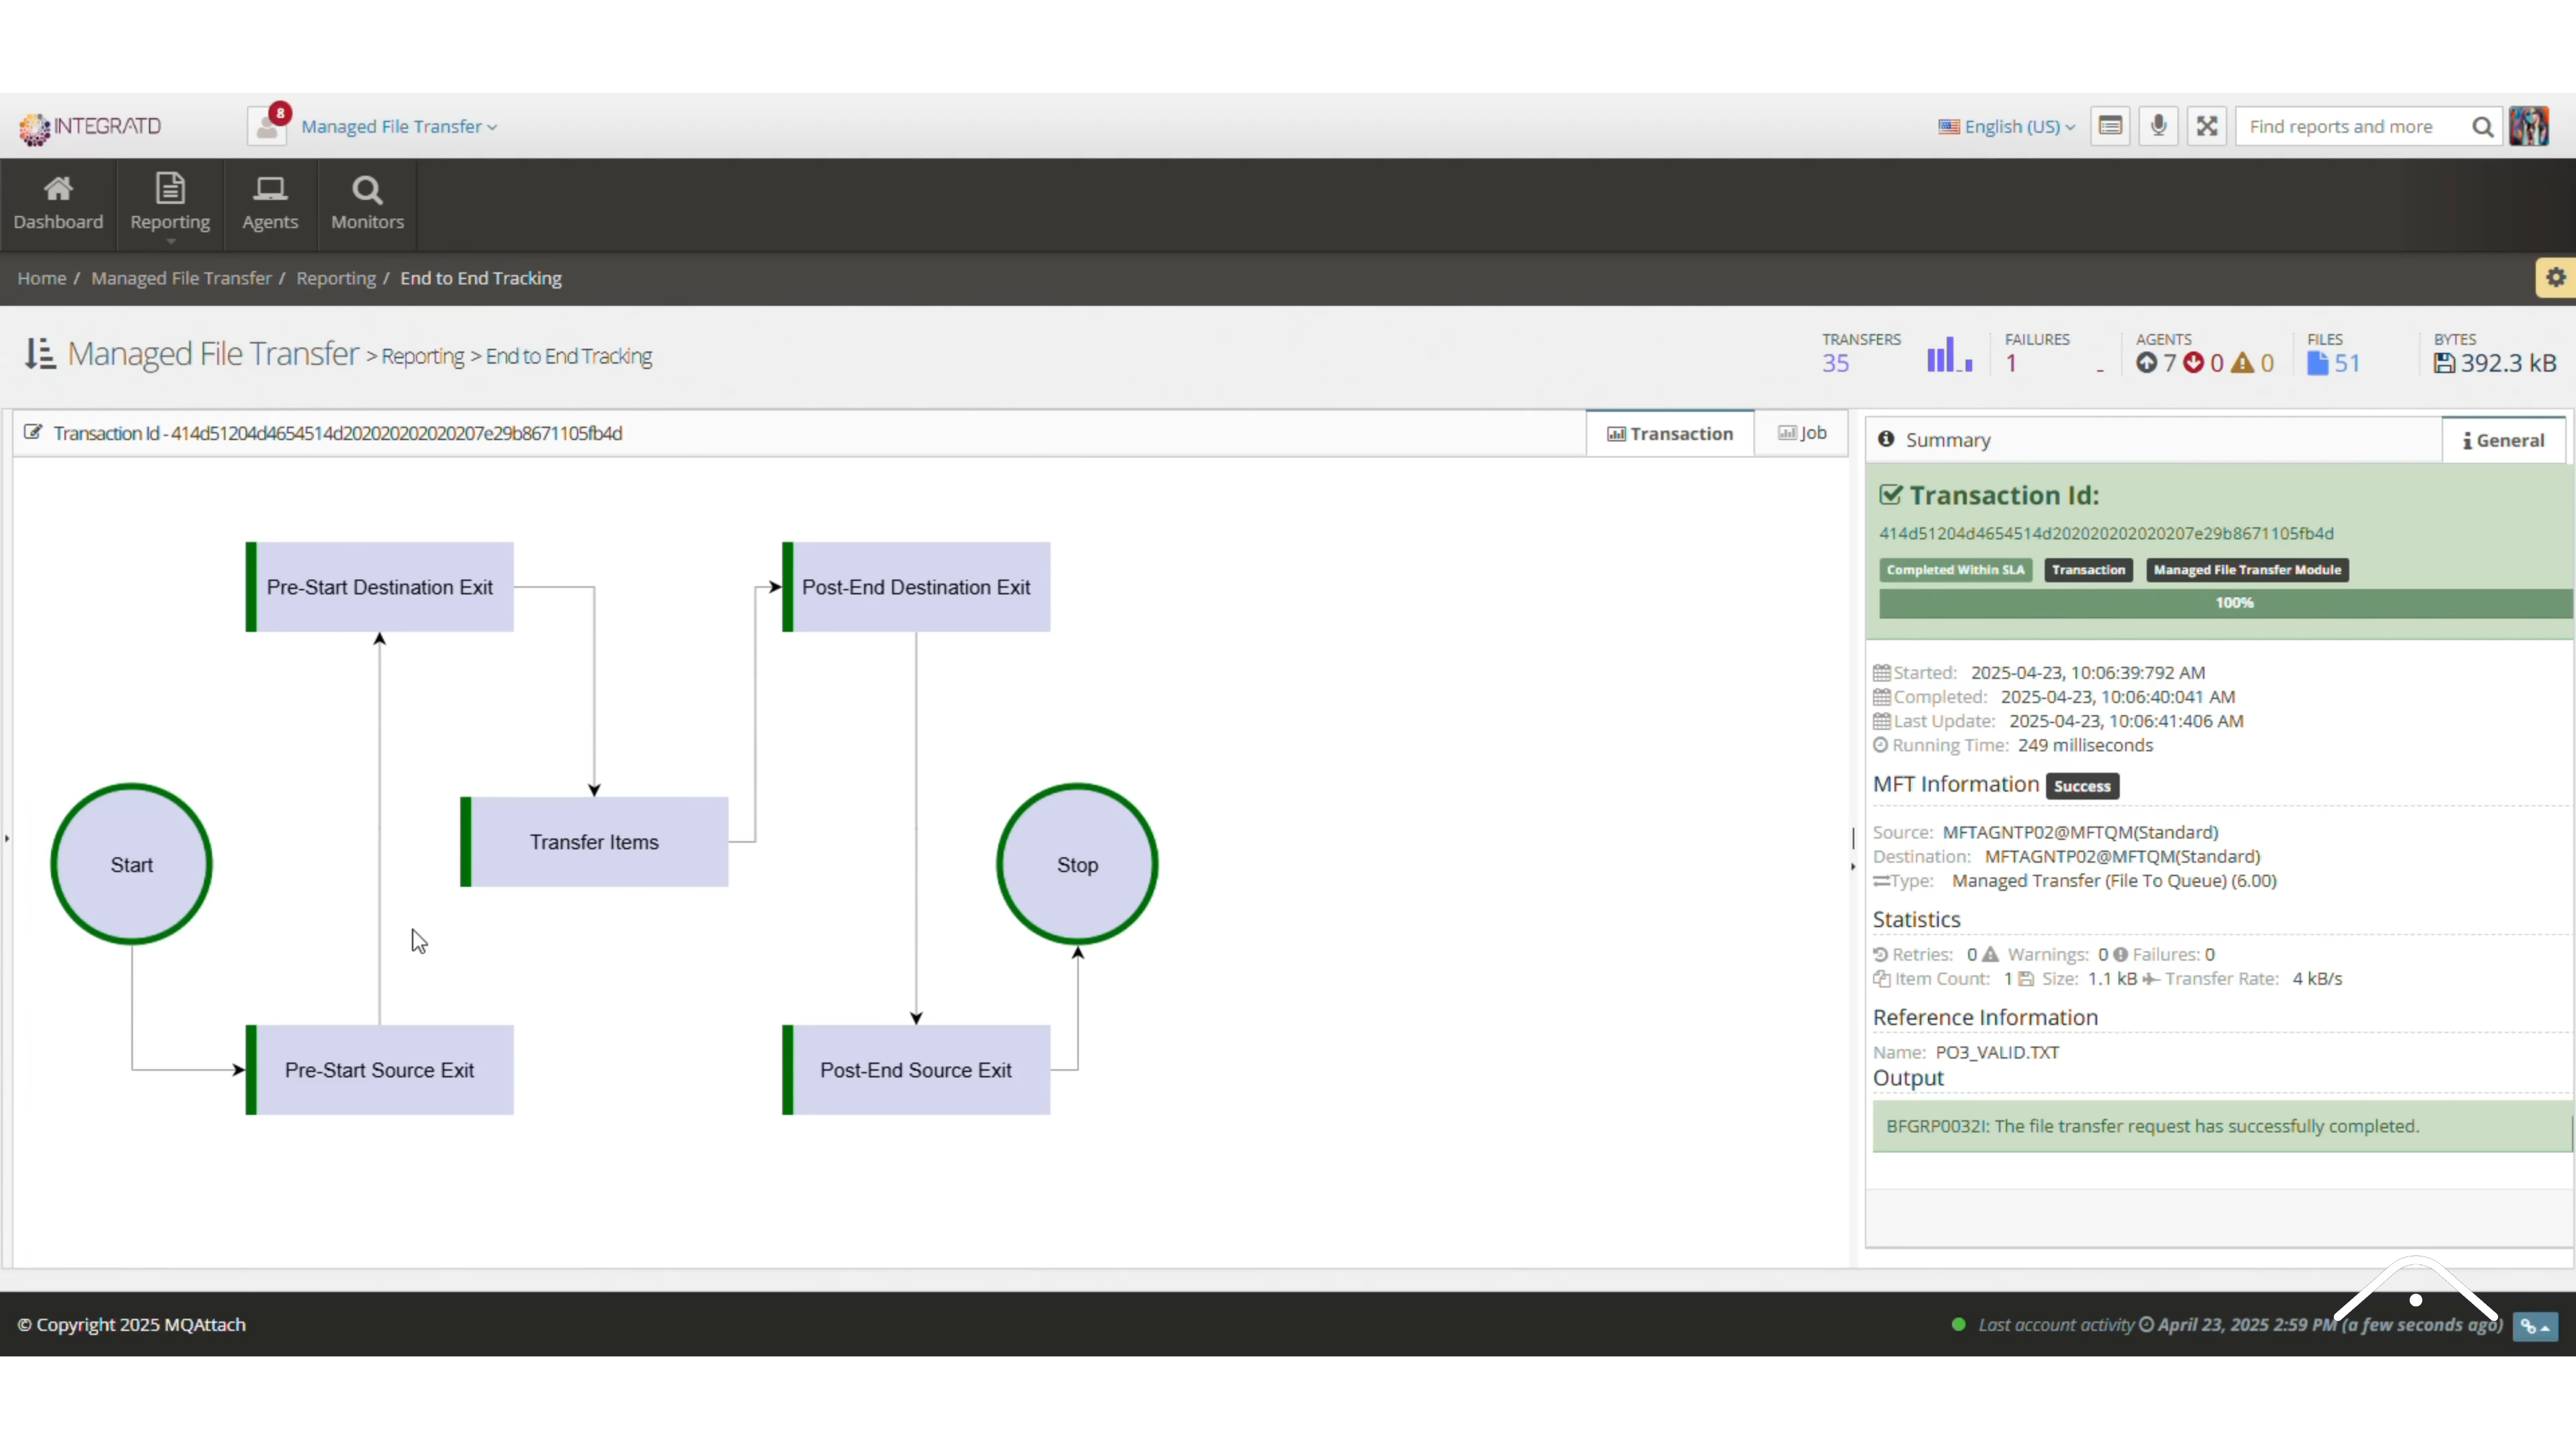 INTEGRATD
8
Managed File Transfer
English (US)
Find reports and more
Dashboard
Reporting
Agents
Monitors
Home / Managed File Transfer / Reporting / End to End Tracking
Managed File Transfer > Reporting > End to End Tracking
TRANSFERS
35
FAILURES
1
AGENTS
7 0 0
FILES
51
BYTES
392.3 kB
Transaction Id - 414d51204d4654514d202020202020207e29b8671105fb4d
Transaction
Job
Start
Pre-Start Source Exit
Pre-Start Destination Exit
Transfer Items
Post-End Destination Exit
Post-End Source Exit
Stop
Summary
General
Transaction Id:
414d51204d4654514d202020202020207e29b8671105fb4d
Completed Within SLA Transaction Managed File Transfer Module
100%
Started: 2025-04-23, 10:06:39:792 AM
Completed: 2025-04-23, 10:06:40:041 AM
Last Update: 2025-04-23, 10:06:41:406 AM
Running Time: 249 milliseconds
MFT Information Success
Source: MFTAGNTP02@MFTQM(Standard)
Destination: MFTAGNTP02@MFTQM(Standard)
Type: Managed Transfer (File To Queue) (6.00)
Statistics
Retries: 0 Warnings: 0 Failures: 0
Item Count: 1 Size: 1.1 kB Transfer Rate: 4 kB/s
Reference Information
Name: PO3_VALID.TXT
Output
BFGRP0032I: The file transfer request has successfully completed.
© Copyright 2025 MQAttach
Last account activity April 23, 2025 2:59 PM (a few seconds ago)